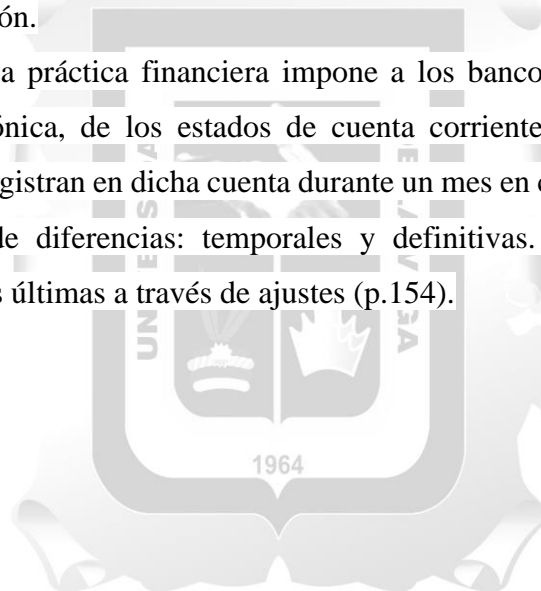 ón.
a práctica financiera impone a los banco
ónica, de los estados de cuenta corriente
gistran en dicha cuenta durante un mes en c
de diferencias: temporales y definitivas.
s últimas a través de ajustes (p.154).
1964